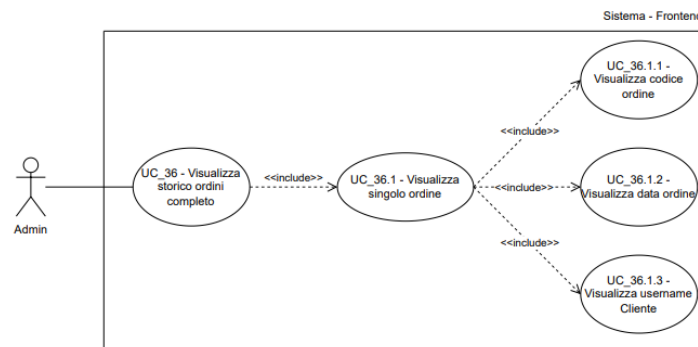 Sistema - Frontend
UC_36.1.1 -
Visualizza codice
ordine
<<include>>
UC_36 - Visualizza
storico ordini
completo
<<include>>
UC_36.1 - Visualizza
singolo ordine
<<include>>
UC_36.1.2 -
Visualizza data ordine
Admin
<<include>>
UC_36.1.3 -
Visualizza username
Cliente